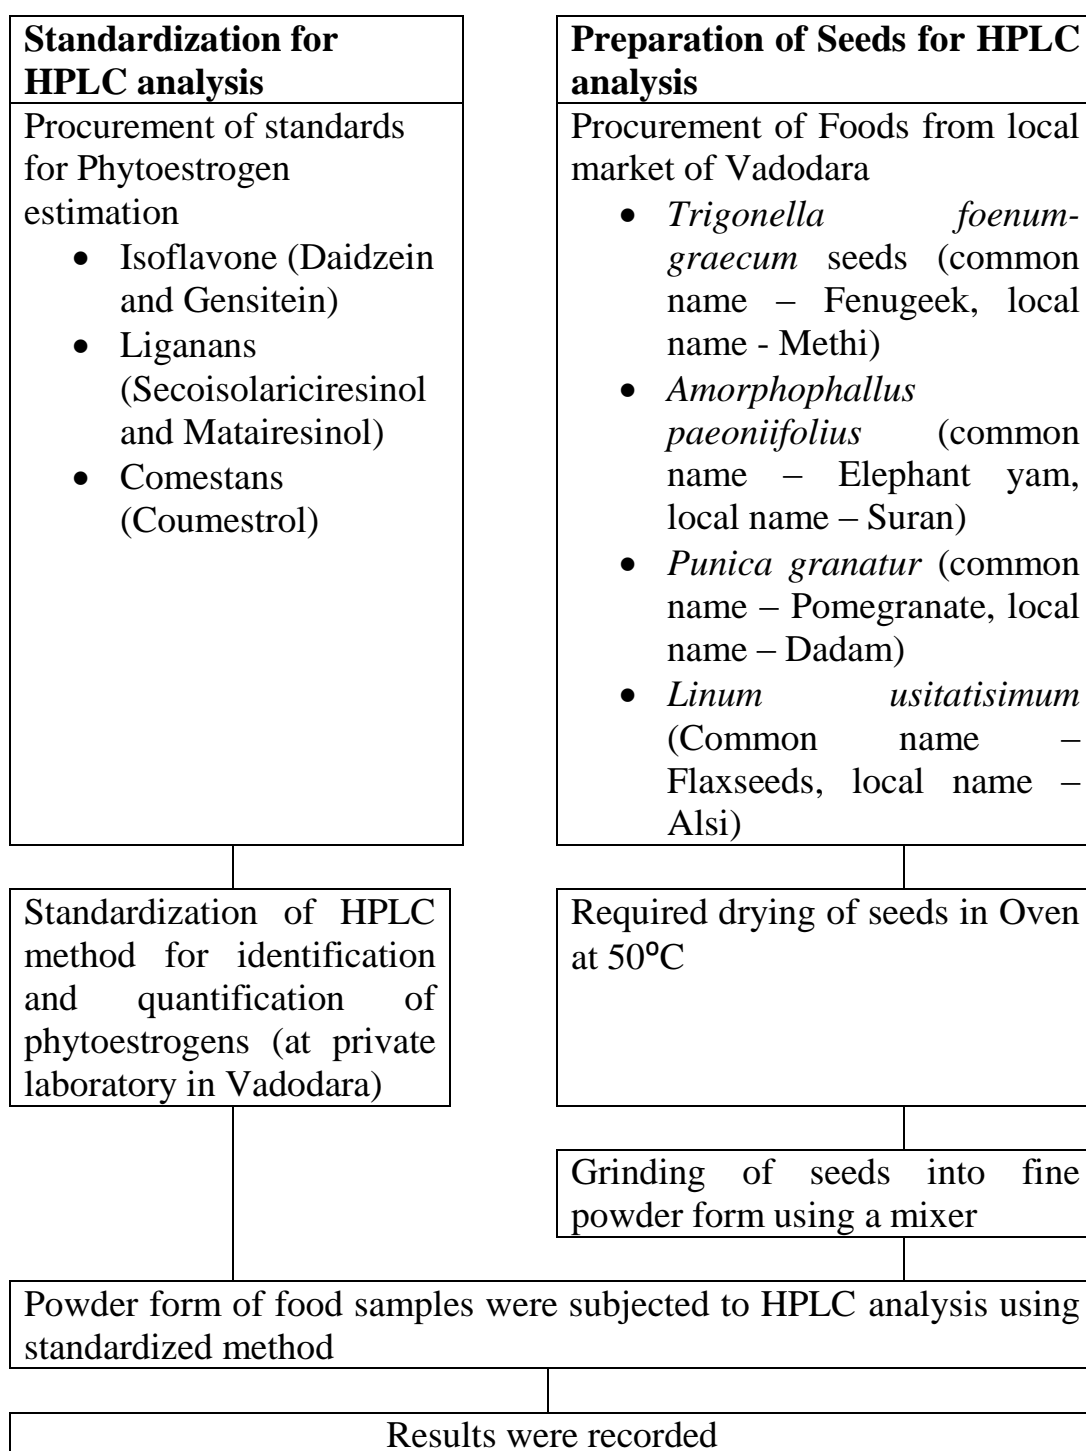 Standardization for
HPLC analysis
Procurement of standards
for Phytoestrogen
estimation
• Isoflavone (Daidzein
and Gensitein)
• Liganans
(Secoisolariciresinol
and Matairesinol)
• Comestans
(Coumestrol)
Standardization of HPLC
method for identification
and quantification of
phytoestrogens (at private
laboratory in Vadodara)
Preparation of Seeds for HPLC
analysis
Procurement of Foods from local
market of Vadodara
• Trigonella foenum-
graecum seeds (common
name – Fenugeek, local
name - Methi)
• Amorphophallus
paeoniifolius (common
name – Elephant yam,
local name – Suran)
• Punica granatur (common
name – Pomegranate, local
name – Dadam)
• Linum usitatisimum
(Common name –
Flaxseeds, local name –
Alsi)
Required drying of seeds in Oven
at 50⁰C
Grinding of seeds into fine
powder form using a mixer
Powder form of food samples were subjected to HPLC analysis using
standardized method
Results were recorded